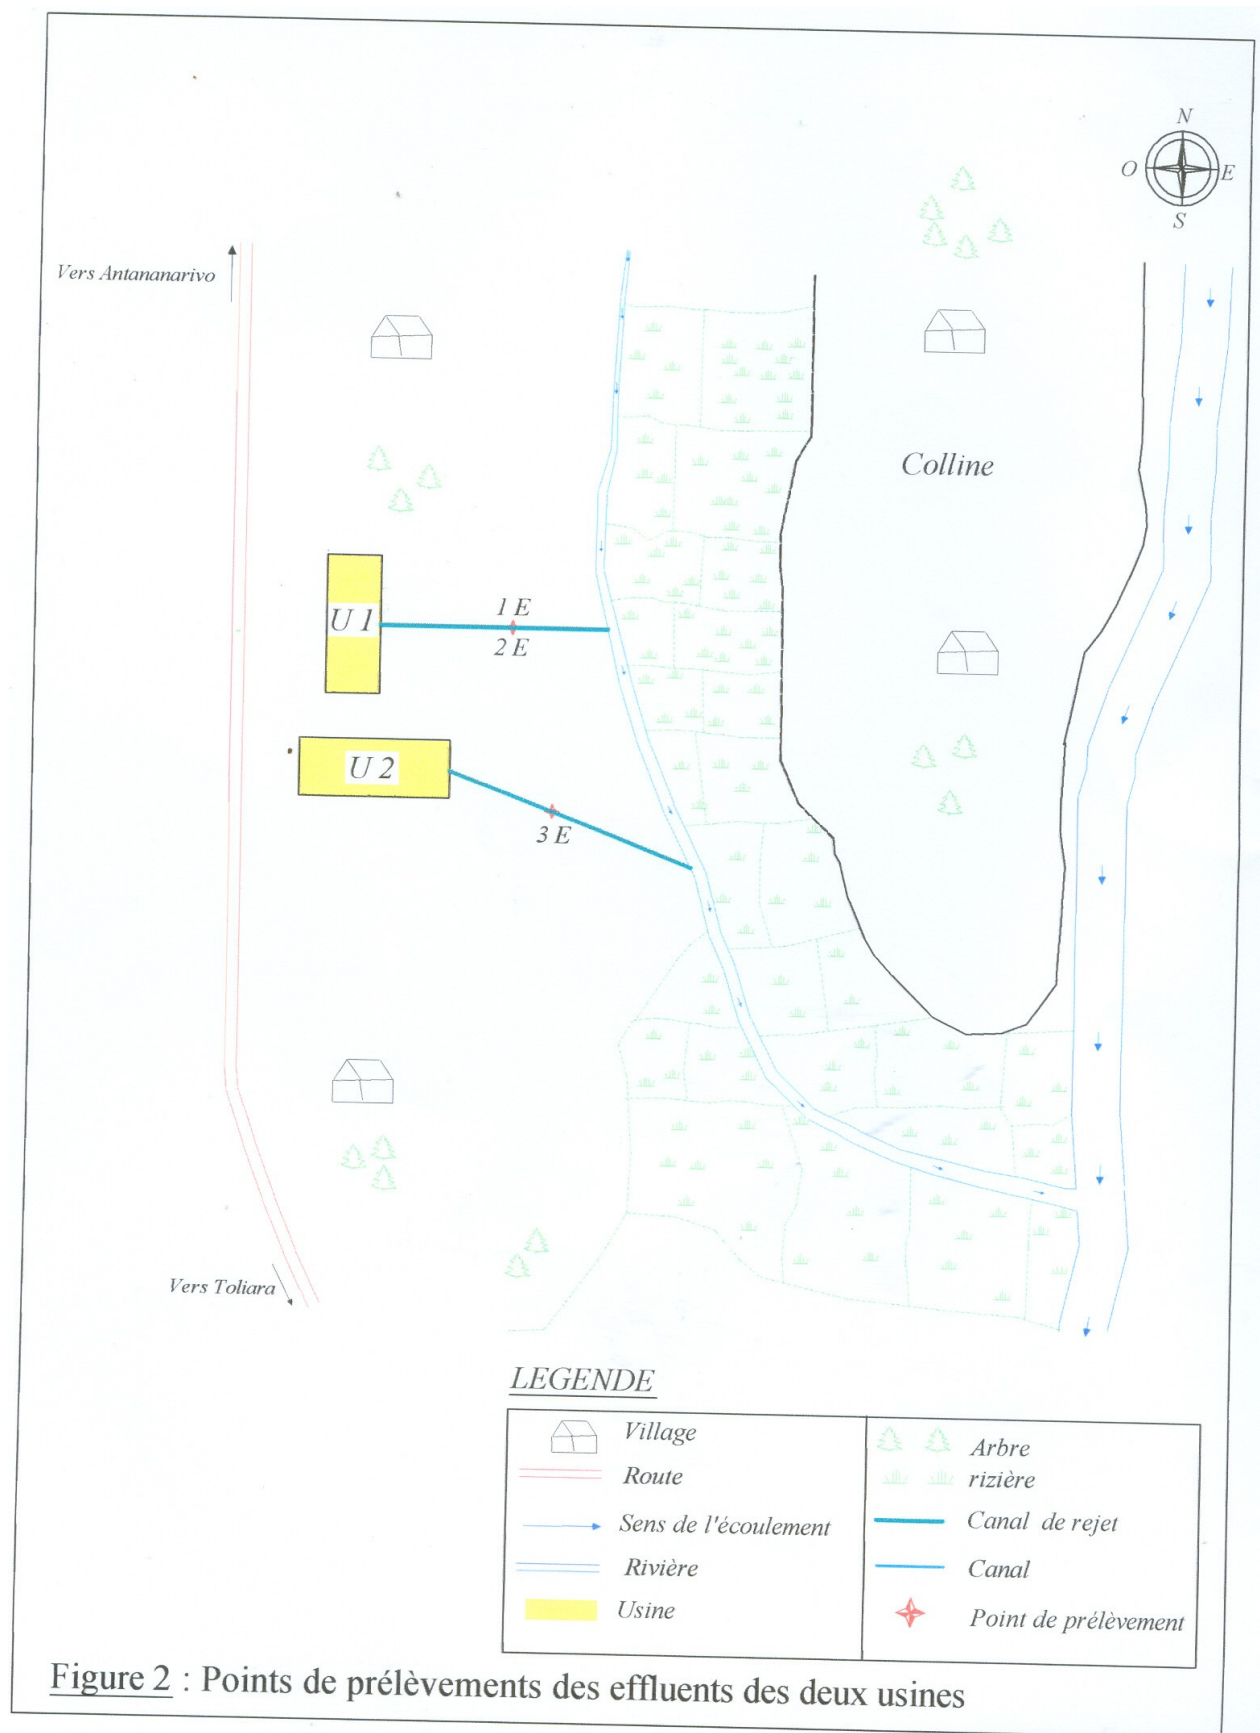 N
O
E
S
Vers Antananarivo
Colline
U 1
1 E
2 E
U 2
3 E
Vers Toliara
LEGENDE
Village
Route
Sens de l'écoulement
Rivière
Usine
Arbre
rizière
Canal de rejet
Canal
Point de prélèvement
Figure 2 : Points de prélèvements des effluents des deux usines